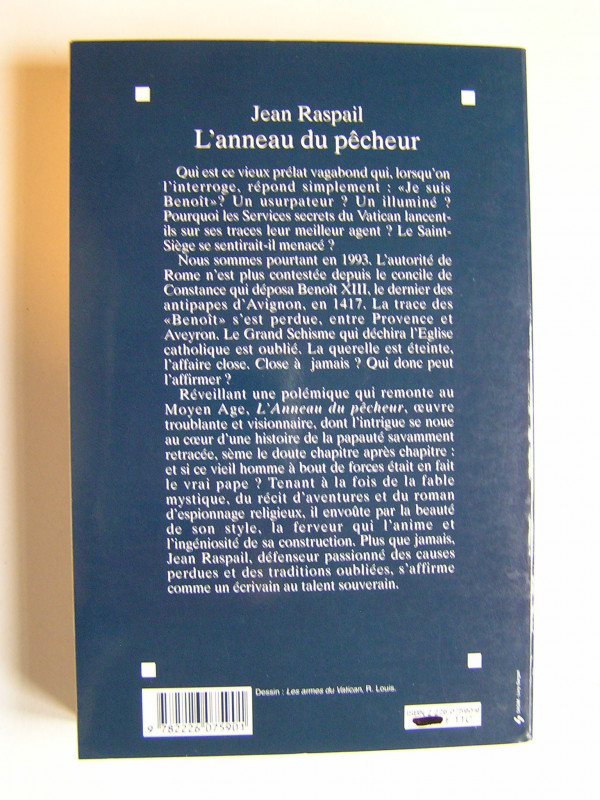 Jean Raspail
L'anneau du pêcheur
Qui est ce vieux prélat vagabond qui, lorsqu'on
l'interroge, répond simplement : «Je suis
Benoît»? Un usurpateur ? Un illuminé ?
Pourquoi les Services secrets du Vatican lancent-
ils sur ses traces leur meilleur agent ? Le Saint-
Siège se sentirait-il menacé ?
Nous sommes pourtant en 1993. L'autorité de
Rome n'est plus contestée depuis le concile de
Constance qui déposa Benoît XIII, le dernier des
antipapes d'Avignon, en 1417. La trace des
«Benoît» s'est perdue, entre Provence et
Aveyron. Le Grand Schisme qui déchira l'Eglise
catholique est oublié. La querelle est éteinte,
l'affaire close. Close à jamais ? Qui donc peut
l'affirmer ?
Réveillant une polémique qui remonte au
Moyen Age, L'Anneau du pêcheur, œuvre
troublante et visionnaire, dont l'intrigue se noue
au cœur d'une histoire de la papauté savamment
retracée, sème le doute chapitre après chapitre :
et si ce vieil homme à bout de forces était en fait
le vrai pape ? Tenant à la fois de la fable
mystique, du récit d'aventures et du roman
d'espionnage religieux, il envoûte par la beauté
de son style, la ferveur qui l'anime et
l'ingéniosité de sa construction. Plus que jamais,
Jean Raspail, défenseur passionné des causes
perdues et des traditions oubliées, s'affirme
comme un écrivain au talent souverain.
Dessin : Les armes du Vatican, R. Louis.
9 782226 075901
ISBN